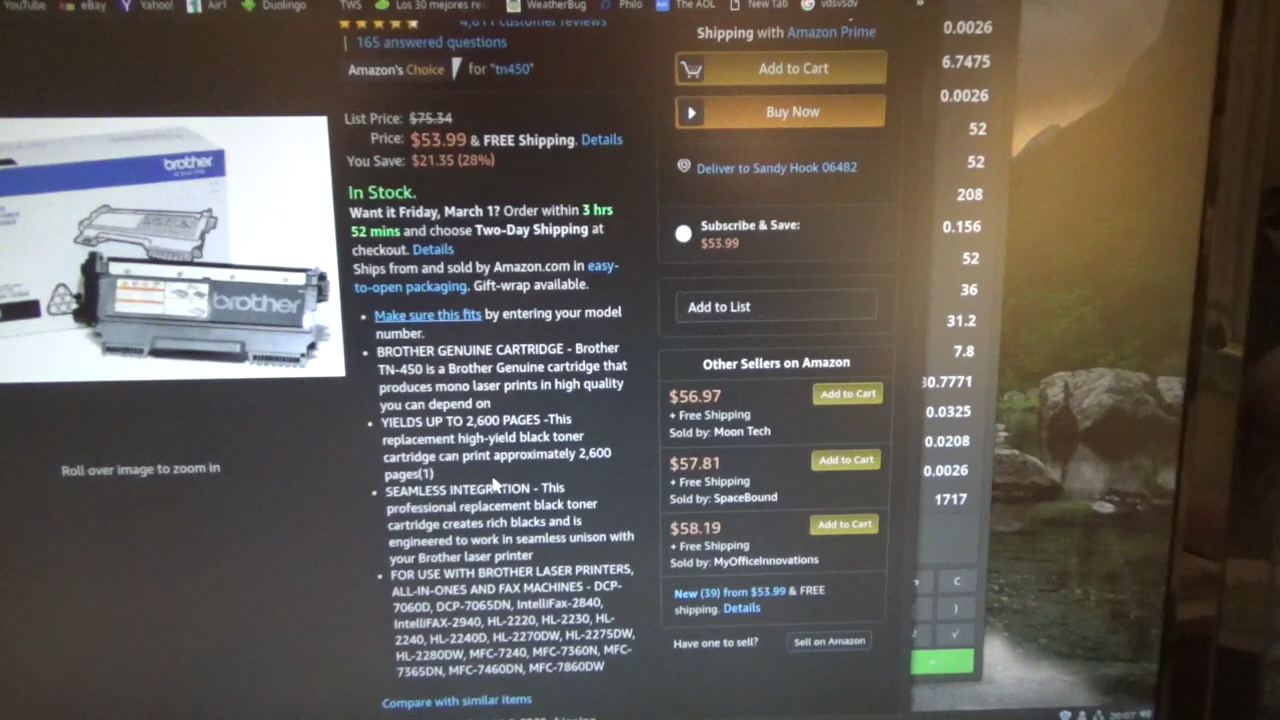 YouTube eBay Yahoo! Air1 Duolingo TWS Los 30 mejores re WeatherBug Philo The AOL New Tab vdsvsdv »
4,811 customer reviews
| 165 answered questions
Amazon's Choice for "tn450"
List Price: $75.34
Price: $53.99 & FREE Shipping. Details
You Save: $21.35 (28%)
In Stock.
Want it Friday, March 1? Order within 3 hrs
52 mins and choose Two-Day Shipping at
checkout. Details
Ships from and sold by Amazon.com in easy-
to-open packaging. Gift-wrap available.
• Make sure this fits by entering your model
number.
• BROTHER GENUINE CARTRIDGE - Brother
TN-450 is a Brother Genuine cartridge that
produces mono laser prints in high quality
you can depend on
• YIELDS UP TO 2,600 PAGES -This
replacement high-yield black toner
cartridge can print approximately 2,600
pages(1)
• SEAMLESS INTEGRATION - This
professional replacement black toner
cartridge creates rich blacks and is
engineered to work in seamless unison with
your Brother laser printer
• FOR USE WITH BROTHER LASER PRINTERS,
ALL-IN-ONES AND FAX MACHINES - DCP-
7060D, DCP-7065DN, IntelliFax-2840,
IntelliFAX-2940, HL-2220, HL-2230, HL-
2240, HL-2240D, HL-2270DW, HL-2275DW,
HL-2280DW, MFC-7240, MFC-7360N, MFC-
7365DN, MFC-7460DN, MFC-7860DW
Compare with similar items
brother
brother
Roll over image to zoom in
Shipping with Amazon Prime
Add to Cart
Buy Now
Deliver to Sandy Hook 06482
Subscribe & Save:
$53.99
Add to List
Other Sellers on Amazon
$56.97 Add to Cart
+ Free Shipping
Sold by: Moon Tech
$57.81 Add to Cart
+ Free Shipping
Sold by: SpaceBound
$58.19 Add to Cart
+ Free Shipping
Sold by: MyOfficeInnovations
New (39) from $53.99 & FREE
shipping. Details
Have one to sell? Sell on Amazon
0.0026
6.7475
0.0026
52
52
208
0.156
52
36
31.2
7.8
30.7771
0.0325
0.0208
0.0026
1717
C
)
√